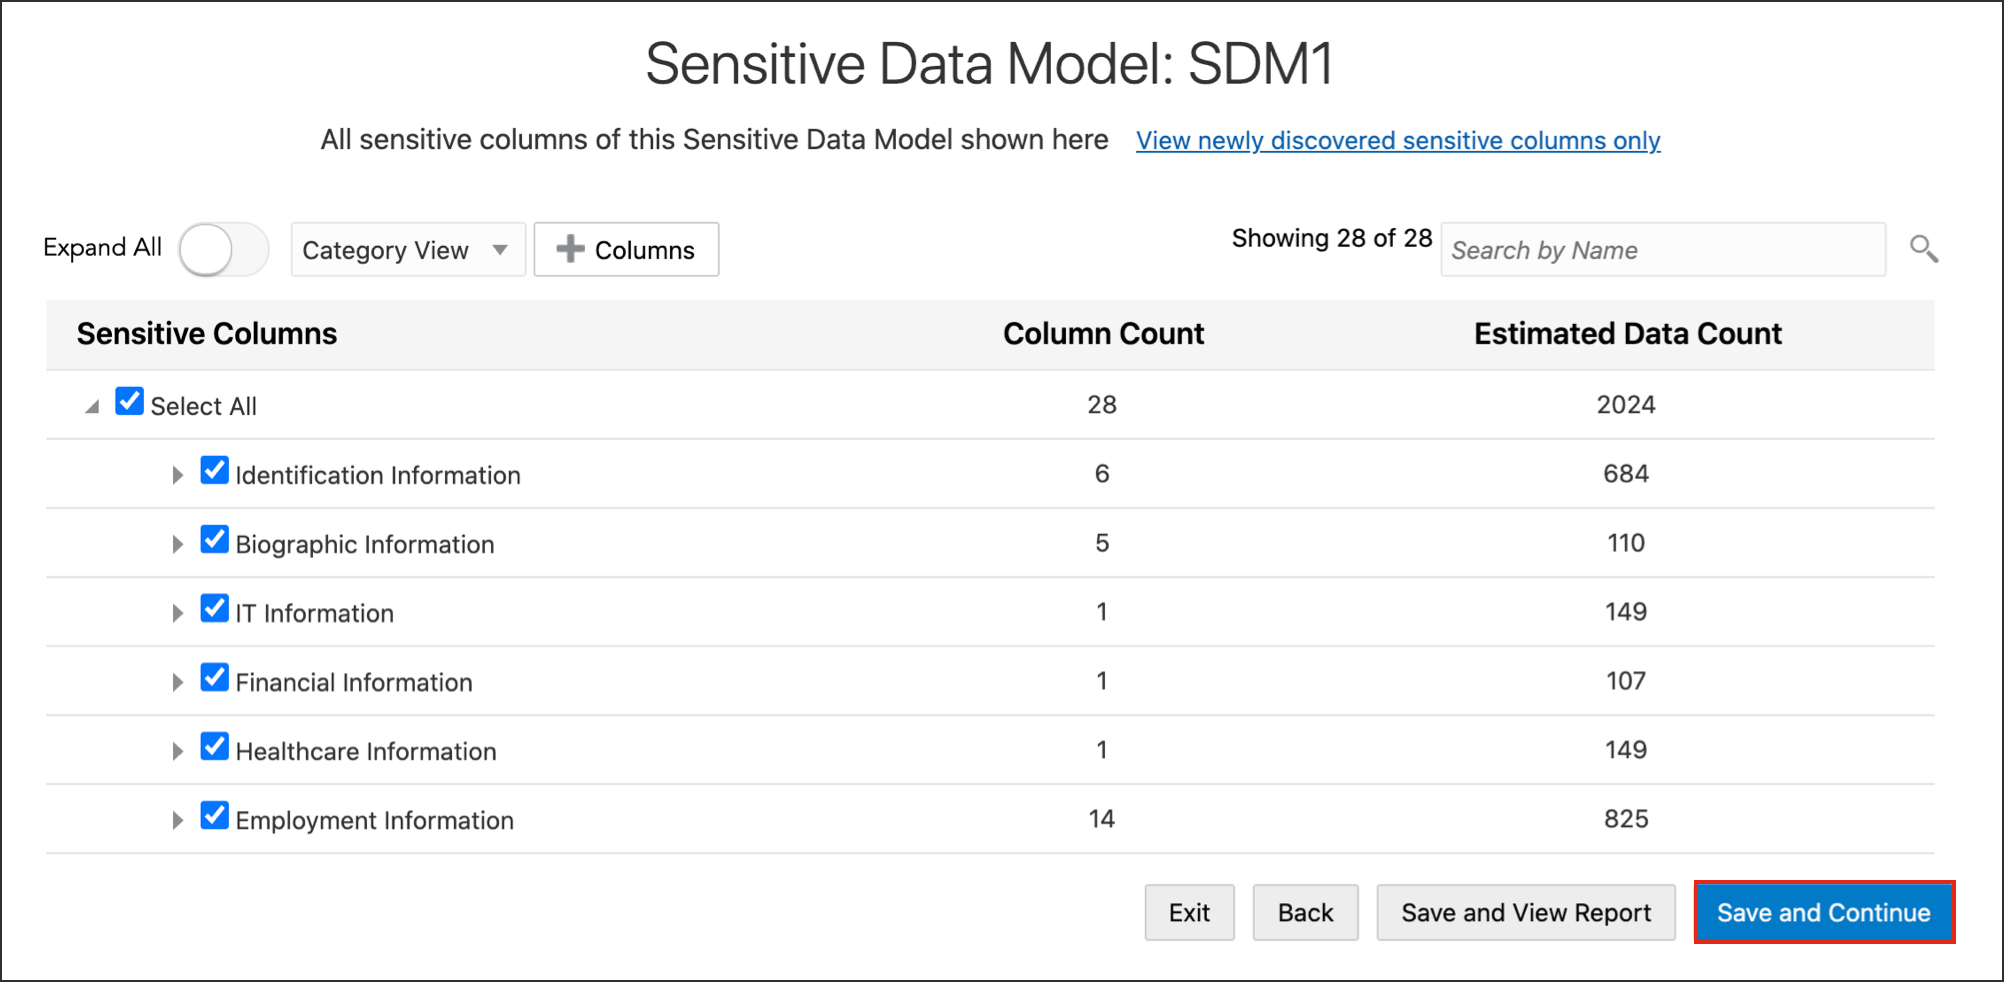 Sensitive Data Model: SDM1
All sensitive columns of this Sensitive Data Model shown here View newly discovered sensitive columns only
Expand All Category View Columns Showing 28 of 28 Search by Name
Sensitive Columns Column Count Estimated Data Count
Select All 28 2024
Identification Information 6 684
Biographic Information 5 110
IT Information 1 149
Financial Information 1 107
Healthcare Information 1 149
Employment Information 14 825
Exit Back Save and View Report Save and Continue